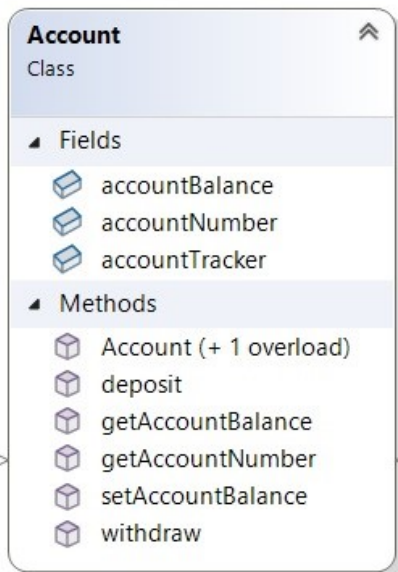 Account
Class
Fields
accountBalance
accountNumber
accountTracker
Methods
Account (+ 1 overload)
deposit
getAccountBalance
getAccountNumber
setAccountBalance
withdraw